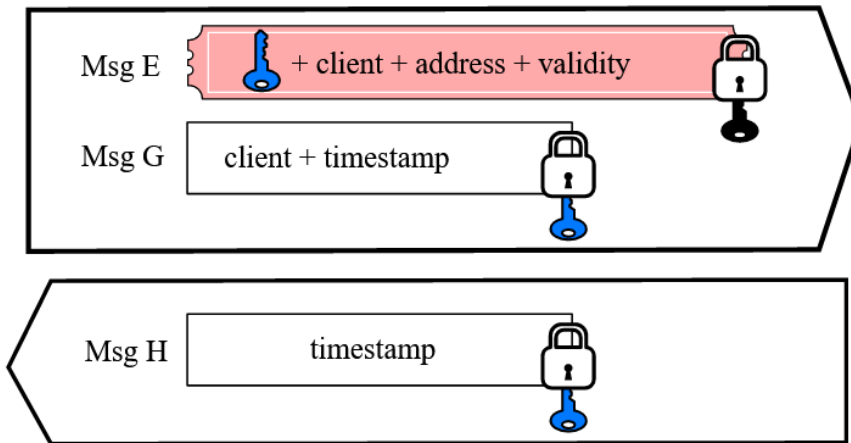 Msg E + client + address + validity
Msg G client + timestamp
Msg H timestamp